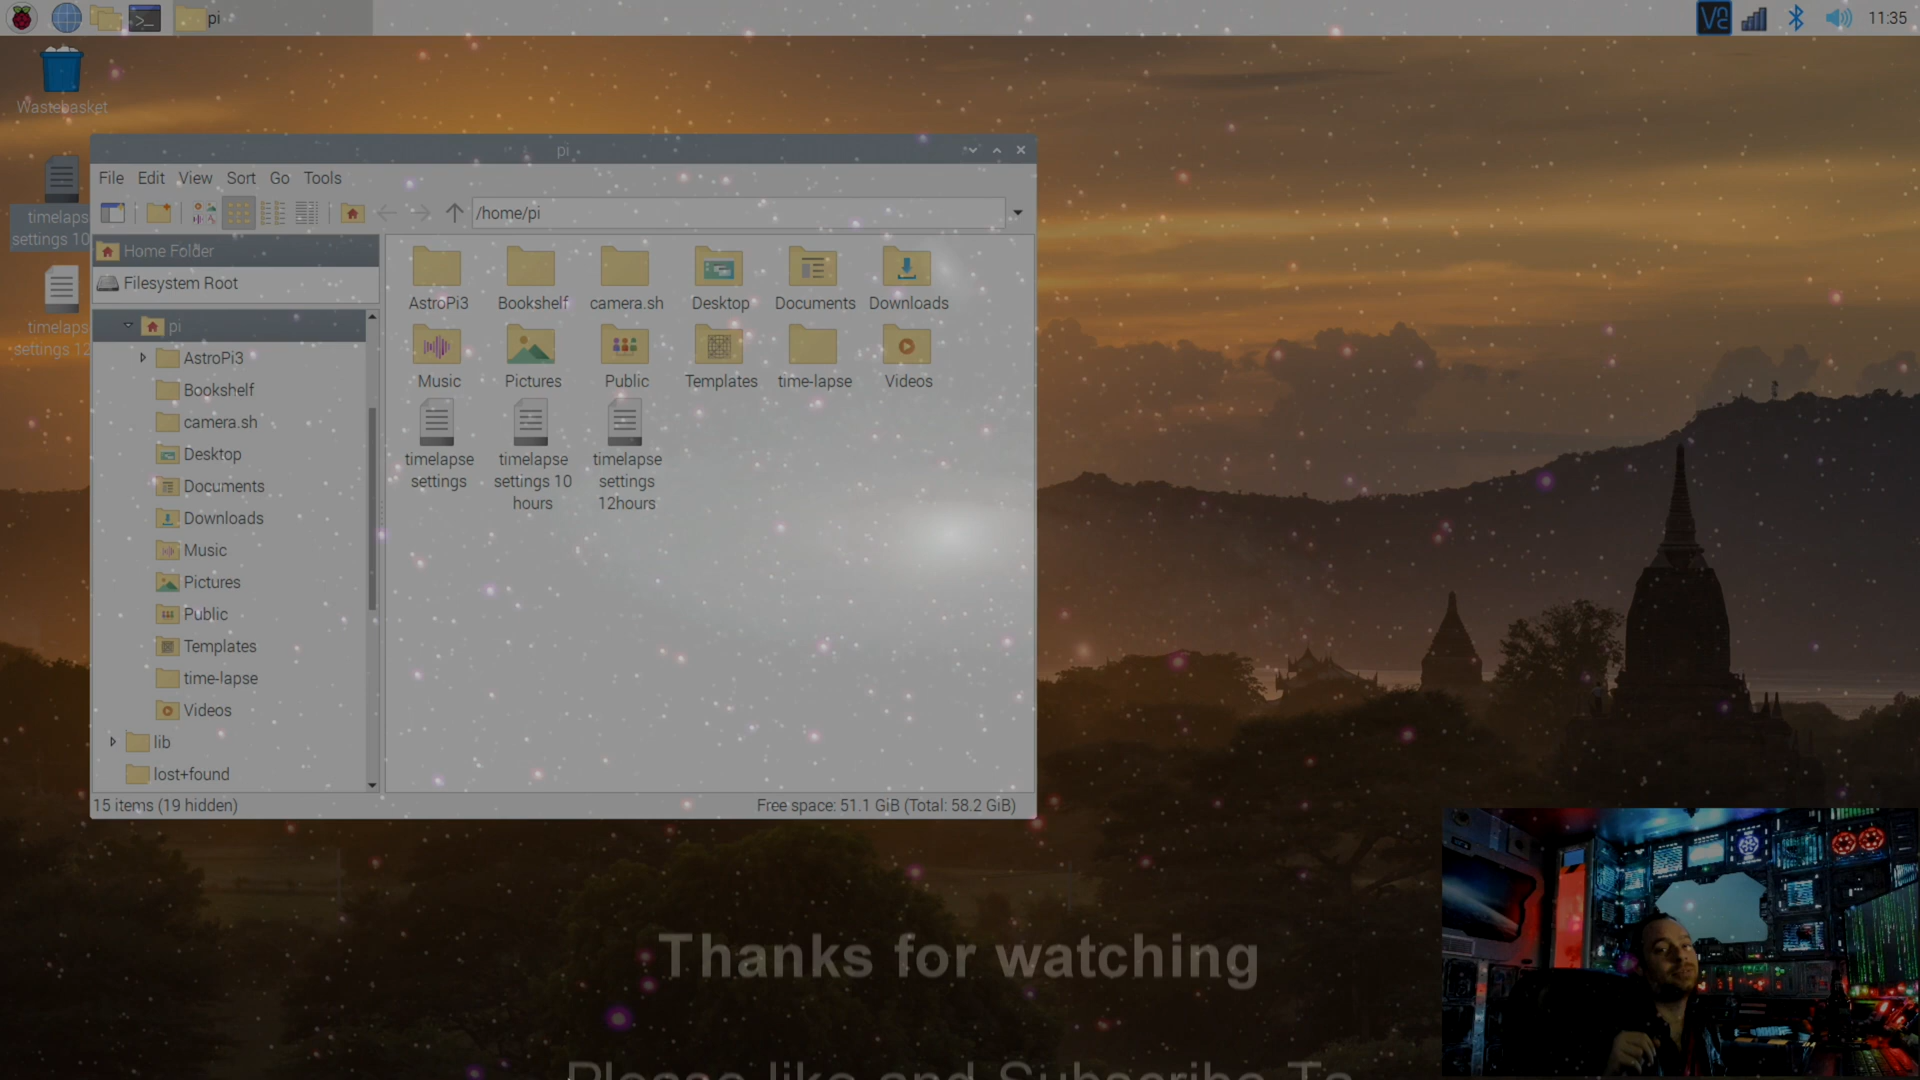 pi
11:35
Wastebasket
timelaps
settings 10
timelaps
settings 12
pi
File Edit View Sort Go Tools
/home/pi
Home Folder
Filesystem Root
pi
AstroPi3
Bookshelf
camera.sh
Desktop
Documents
Downloads
Music
Pictures
Public
Templates
time-lapse
Videos
lib
lost+found
AstroPi3 Bookshelf camera.sh Desktop Documents Downloads
Music Pictures Public Templates time-lapse Videos
timelapse settings
timelapse settings 10 hours
timelapse settings 12hours
15 items (19 hidden)
Free space: 51.1 GiB (Total: 58.2 GiB)
Thanks for watching
Please like and Subscribe To